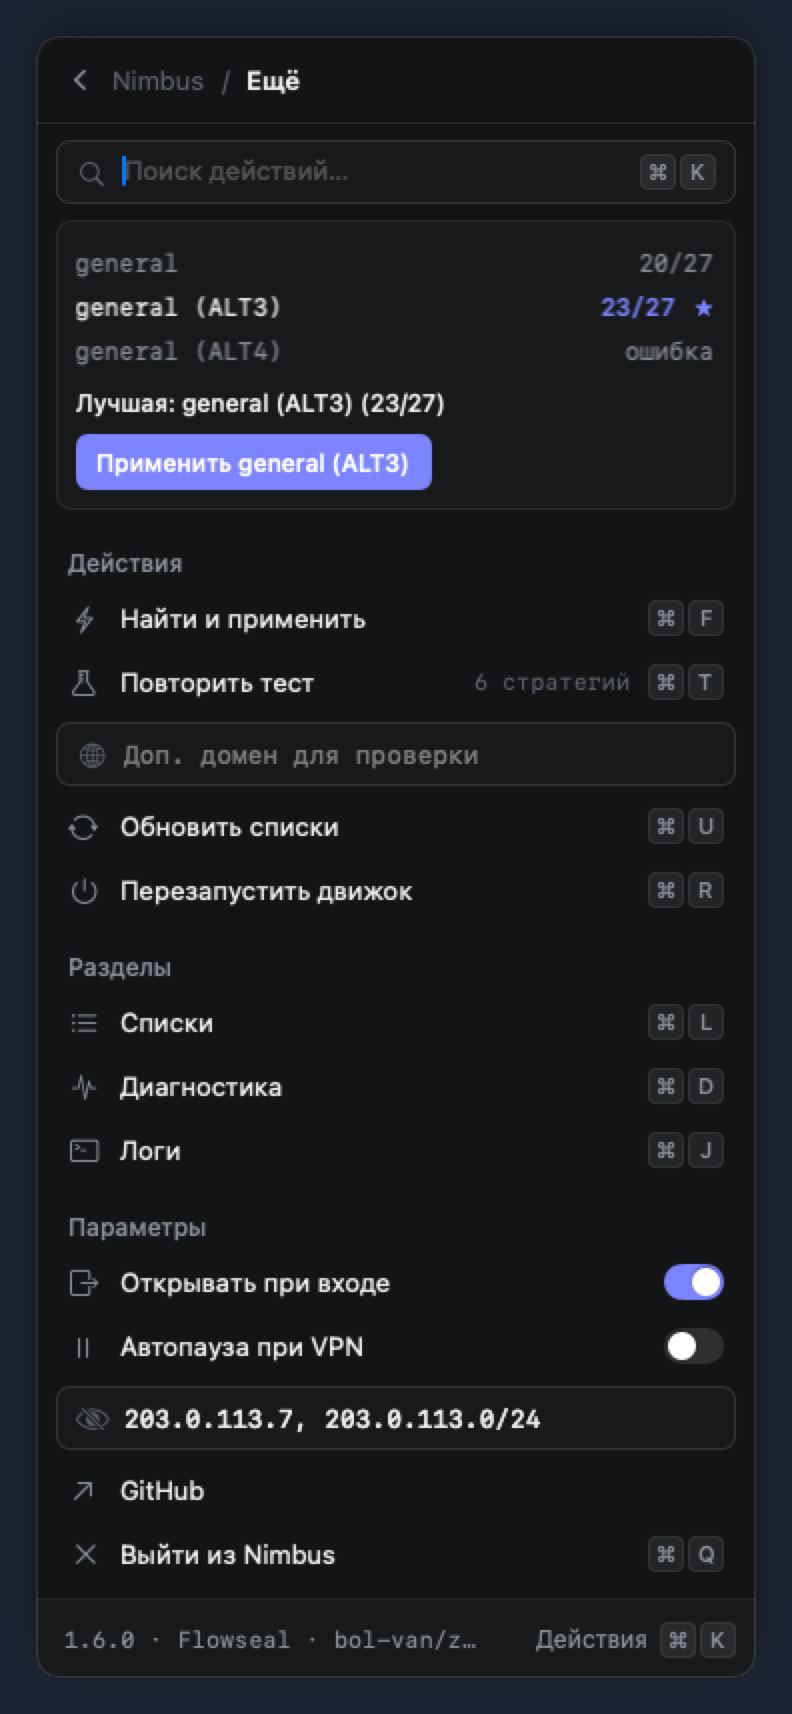 Nimbus / Ещё
Поиск действий... ⌘ K
general 20/27
general (ALT3) 23/27 ★
general (ALT4) ошибка
Лучшая: general (ALT3) (23/27)
Применить general (ALT3)
Действия
Найти и применить ⌘ F
Повторить тест 6 стратегий ⌘ T
Доп. домен для проверки
Обновить списки ⌘ U
Перезапустить движок ⌘ R
Разделы
Списки ⌘ L
Диагностика ⌘ D
Логи ⌘ J
Параметры
Открывать при входе
Автопауза при VPN
203.0.113.7, 203.0.113.0/24
GitHub
Выйти из Nimbus ⌘ Q
1.6.0 · Flowseal · bol-van/z… Действия ⌘ K